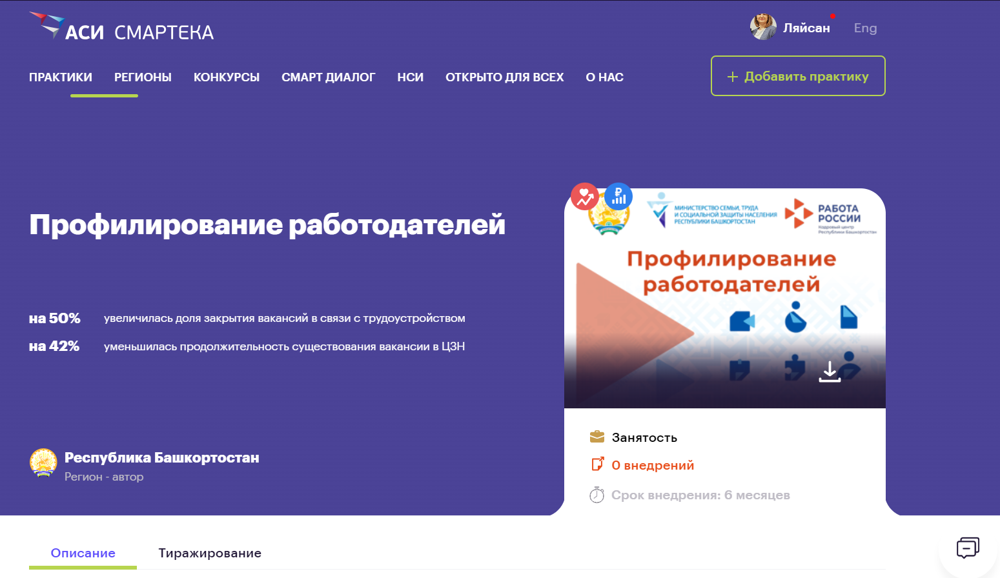 АСИ СМАРТЕКА
Ляйсан
Eng
ПРАКТИКИ РЕГИОНЫ КОНКУРСЫ СМАРТ ДИАЛОГ НСИ ОТКРЫТО ДЛЯ ВСЕХ О НАС
+ Добавить практику
Профилирование работодателей
на 50% увеличилась доля закрытия вакансий в связи с трудоустройством
на 42% уменьшилась продолжительность существования вакансии в ЦЗН
Республика Башкортостан
Регион - автор
₽
МИНИСТЕРСТВО СЕМЬИ, ТРУДА
И СОЦИАЛЬНОЙ ЗАЩИТЫ НАСЕЛЕНИЯ
РЕСПУБЛИКИ БАШКОРТОСТАН
РАБОТА
РОССИИ
Кадровый центр
Республики Башкортостан
Профилирование
работодателей
Занятость
0 внедрений
Срок внедрения: 6 месяцев
Описание Тиражирование